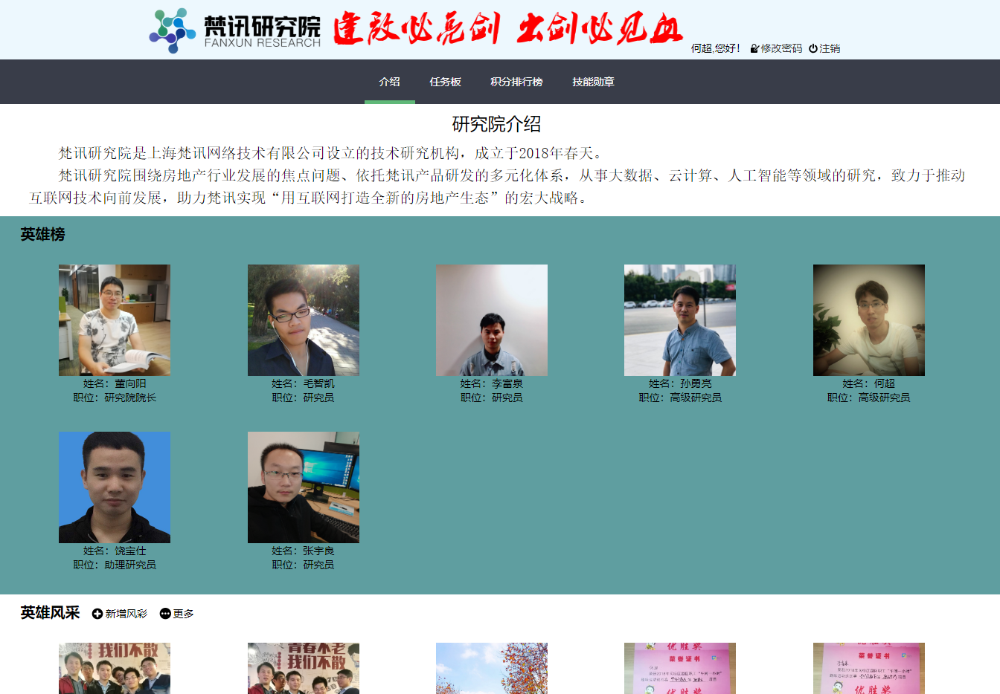 梵讯研究院
FANXUN RESEARCH
逢敌必亮剑 出剑必见血
何超,您好! 修改密码 注销
介绍 任务板 积分排行榜 技能勋章
研究院介绍
梵讯研究院是上海梵讯网络技术有限公司设立的技术研究机构，成立于2018年春天。
梵讯研究院围绕房地产行业发展的焦点问题、依托梵讯产品研发的多元化体系，从事大数据、云计算、人工智能等领域的研究，致力于推动
互联网技术向前发展，助力梵讯实现“用互联网打造全新的房地产生态”的宏大战略。
英雄榜
姓名：董向阳
职位：研究院院长
姓名：毛智凯
职位：研究员
姓名：李富泉
职位：研究员
姓名：孙勇亮
职位：高级研究员
姓名：何超
职位：高级研究员
姓名：饶宝仕
职位：助理研究员
姓名：张宇良
职位：研究员
英雄风采 新增风彩 更多
我们不散
青春不老
我们不散
优胜奖
荣誉证书
优胜奖
荣誉证书
优胜奖